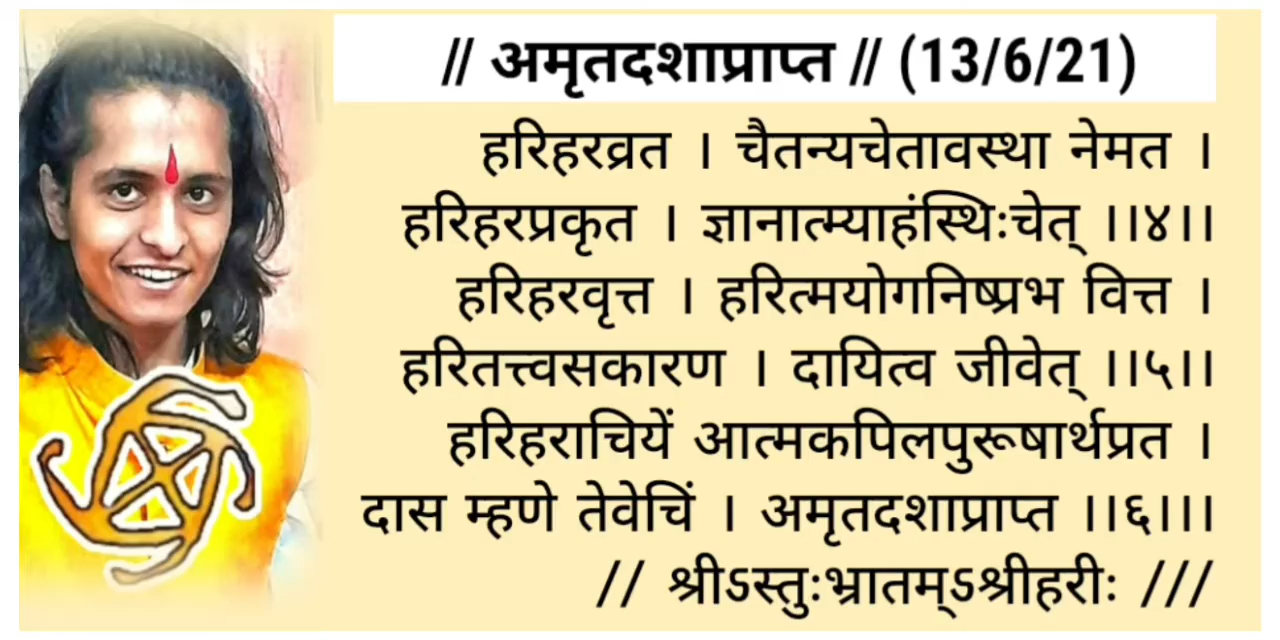 // अमृतदशाप्राप्त // (13/6/21)
हरिहरव्रत । चैतन्यचेतावस्था नेमत ।
हरिहरप्रकृत । ज्ञानात्म्याहंस्थिःचेत् ।।४।।
हरिहरवृत्त । हरित्मयोगनिष्प्रभ वित्त ।
हरितत्त्वसकारण । दायित्व जीवेत् ।।५।।
हरिहराचियें आत्मकपिलपुरूषार्थप्रत ।
दास म्हणे तेवेचिं । अमृतदशाप्राप्त ।।६।।।
// श्रीऽस्तुःभ्रातम्ऽश्रीहरीः ///